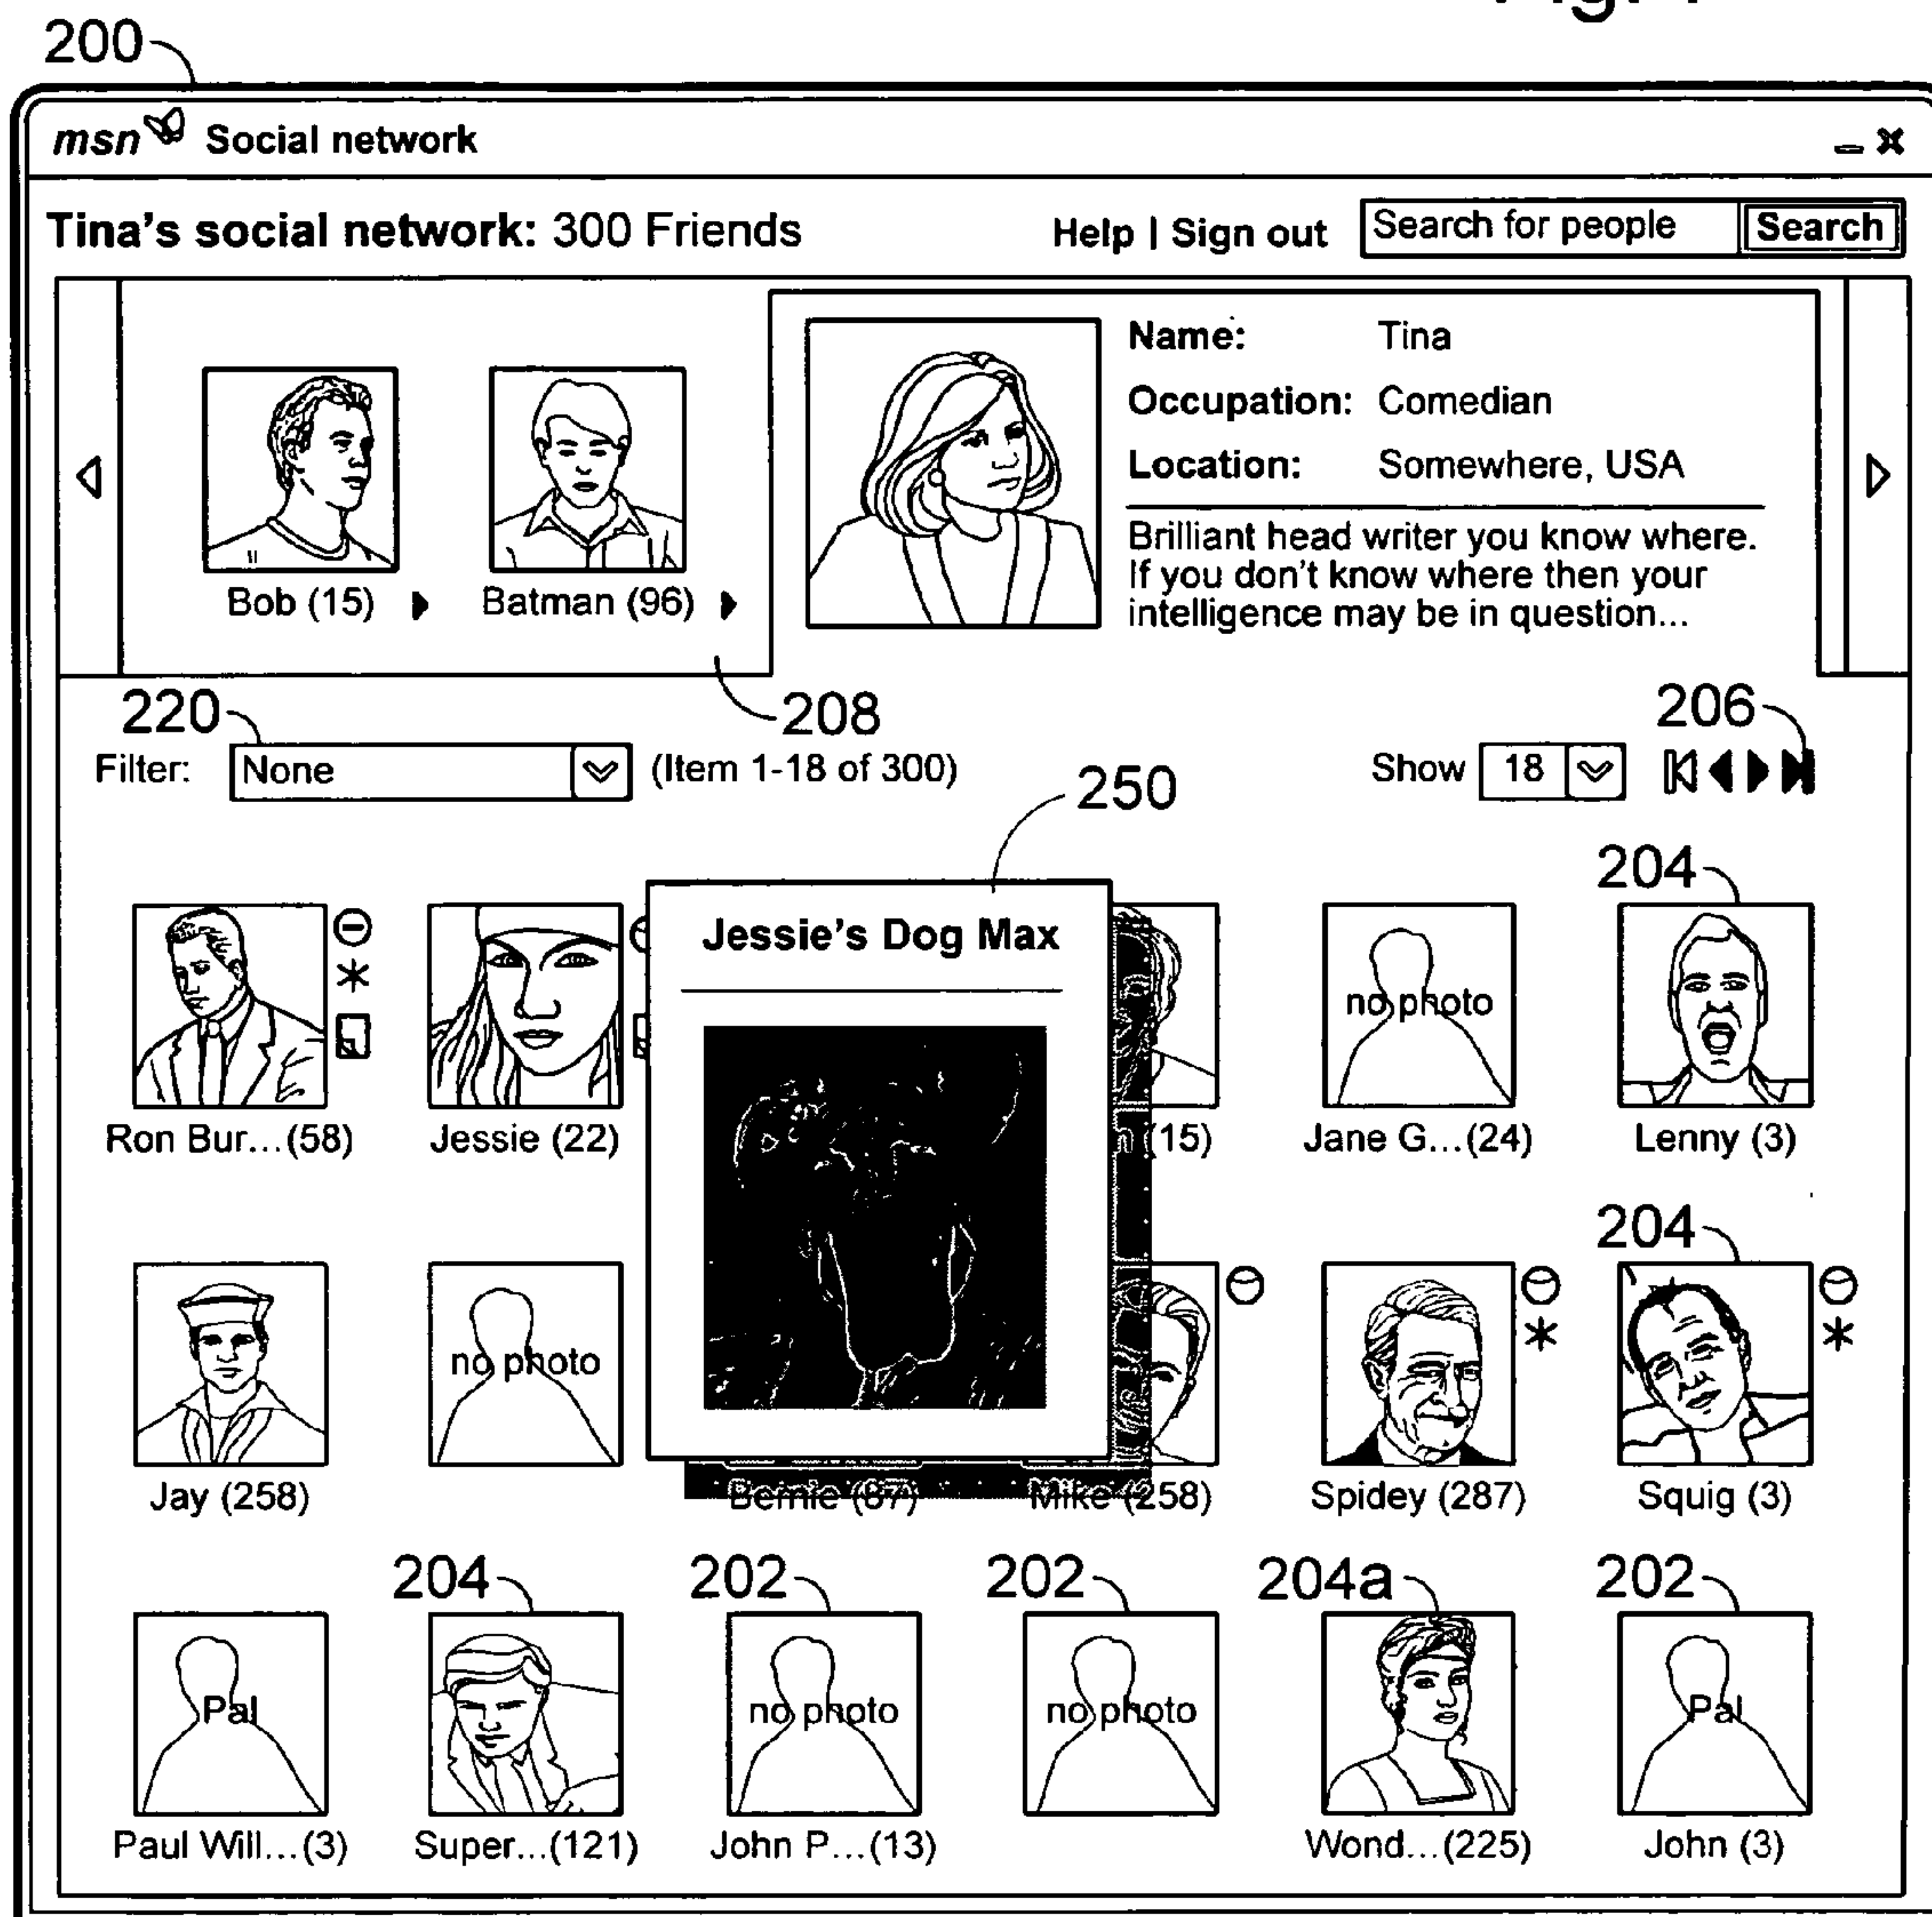 200
msn Social network
Tina's social network: 300 Friends Help | Sign out Search for people Search
Name: Tina
Occupation: Comedian
Location: Somewhere, USA
Brilliant head writer you know where.
If you don't know where then your
intelligence may be in question...
Bob (15) Batman (96)
220 208 206
Filter: None (Item 1-18 of 300) Show 18
250
204
Jessie's Dog Max
no photo
Ron Bur...(58) Jessie (22) (15) Jane G...(24) Lenny (3)
204
no photo
Jay (258) Bernie (87) Mike (258) Spidey (287) Squig (3)
204 202 202 204a 202
Pal no photo no photo Pal
Paul Will...(3) Super...(121) John P...(13) Wond...(225) John (3)